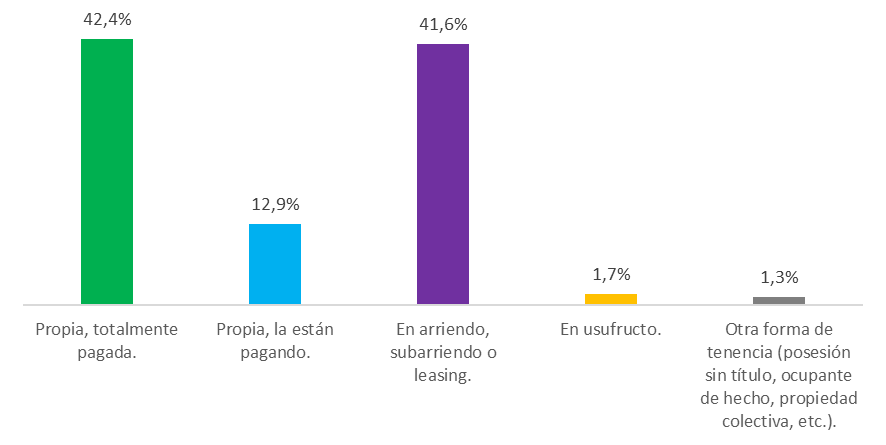 42,4%
12,9%
41,6%
1,7%
1,3%
Propia, totalmente
pagada.
Propia, la están
pagando.
En arriendo,
subarriendo o
leasing.
En usufructo.
Otra forma de
tenencia (posesión
sin título, ocupante
de hecho, propiedad
colectiva, etc.).